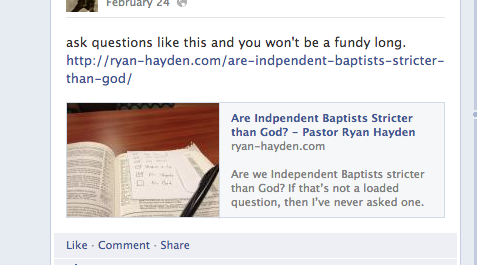 February 24
ask questions like this and you won't be a fundy long.
http://ryan-hayden.com/are-indpendent-baptists-stricter-
than-god/
Are Indpendent Baptists Stricter
than God? – Pastor Ryan Hayden
ryan-hayden.com
Are we Independent Baptists stricter
than God? If that's not a loaded
question, then I've never asked one.
Like · Comment · Share